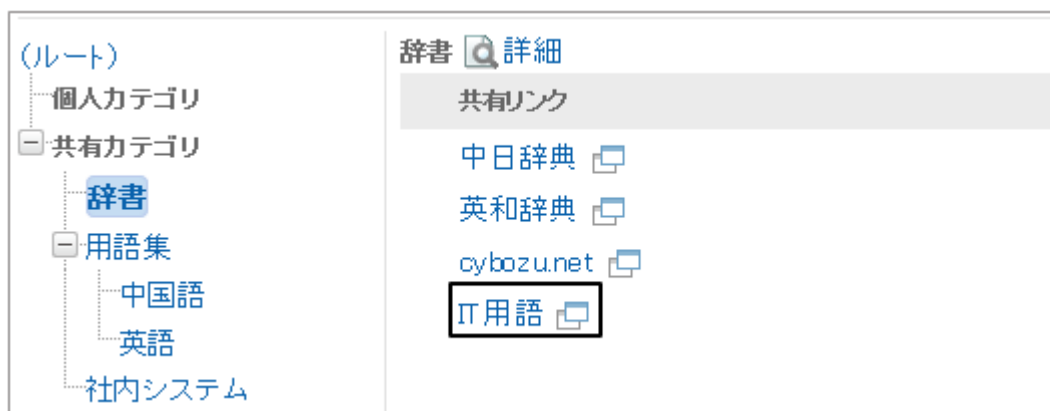 (ルート)
個人カテゴリ
共有カテゴリ
辞書
用語集
中国語
英語
社内システム
辞書 詳細
共有リンク
中日辞典
英和辞典
cybozu.net
IT用語